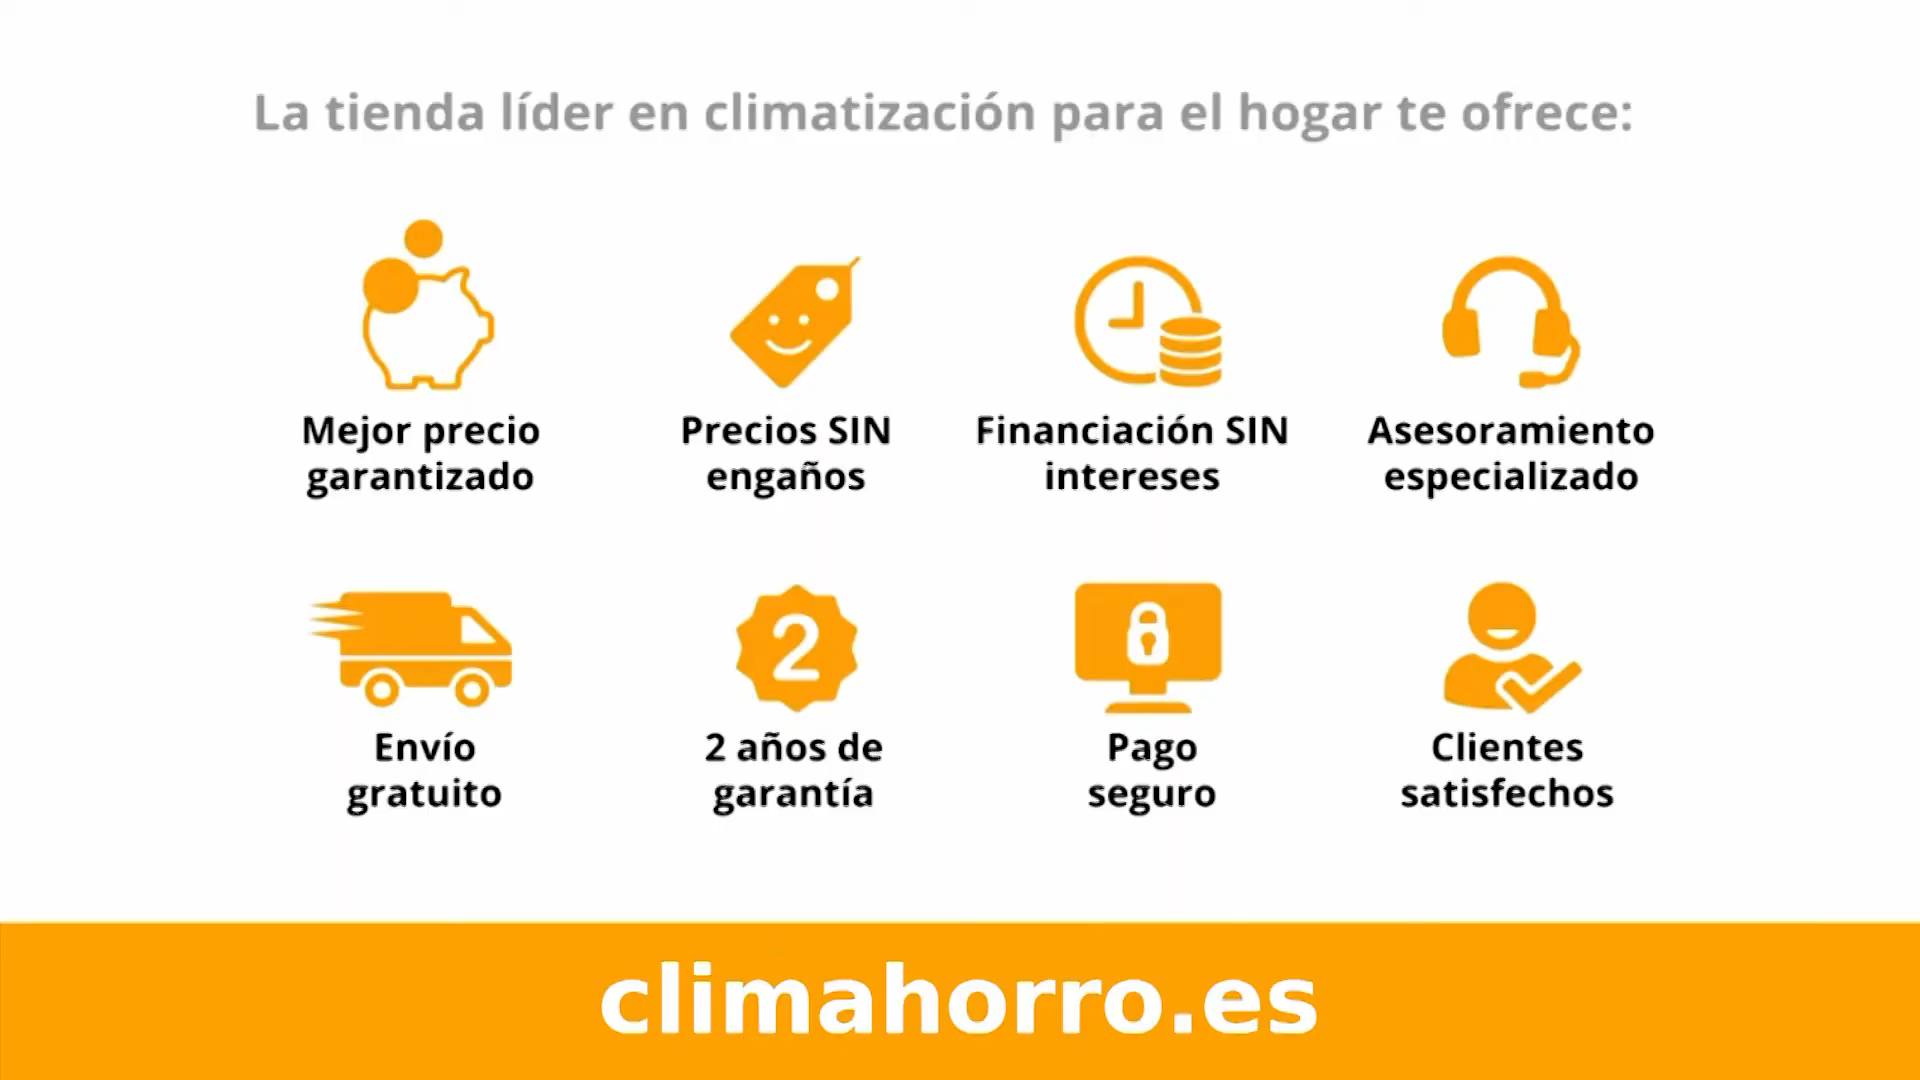 La tienda líder en climatización para el hogar te ofrece:
Mejor precio
garantizado
Precios SIN
engaños
Financiación SIN
intereses
Asesoramiento
especializado
2
Envío
gratuito
2 años de
garantía
Pago
seguro
Clientes
satisfechos
climahorro.es